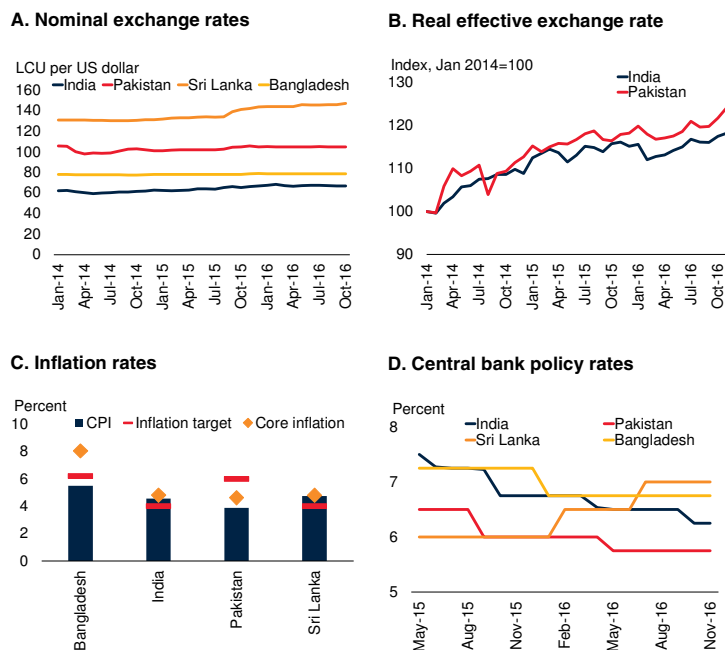 A. Nominal exchange rates
LCU per US dollar
India Pakistan Sri Lanka Bangladesh
160
140
120
100
80
60
40
20
0
Jan-14
Apr-14
Jul-14
Oct-14
Jan-15
Apr-15
Jul-15
Oct-15
Jan-16
Apr-16
Jul-16
Oct-16
B. Real effective exchange rate
Index, Jan 2014=100
India
Pakistan
130
120
110
100
90
Jan-14
Apr-14
Jul-14
Oct-14
Jan-15
Apr-15
Jul-15
Oct-15
Jan-16
Apr-16
Jul-16
Oct-16
C. Inflation rates
Percent
CPI Inflation target Core inflation
10
8
6
4
2
0
Bangladesh
India
Pakistan
Sri Lanka
D. Central bank policy rates
Percent
India Pakistan
Sri Lanka Bangladesh
8
7
6
5
May-15
Aug-15
Nov-15
Feb-16
May-16
Aug-16
Nov-16